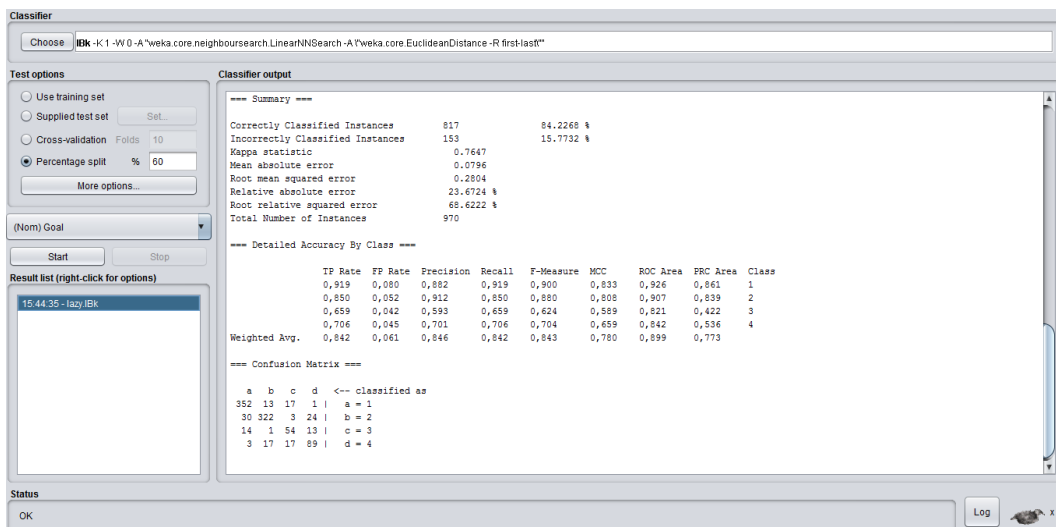 Classifier
Choose IBk -K 1 -W 0 -A "weka.core.neighboursearch.LinearNNSearch -A \"weka.core.EuclideanDistance -R first-last\""
Test options
Use training set
Supplied test set Set...
Cross-validation Folds 10
Percentage split % 60
More options...
(Nom) Goal
Start Stop
Result list (right-click for options)
15:44:35 - lazy.IBk
Classifier output
=== Summary ===
Correctly Classified Instances 817 84.2268 %
Incorrectly Classified Instances 153 15.7732 %
Kappa statistic 0.7647
Mean absolute error 0.0796
Root mean squared error 0.2804
Relative absolute error 23.6724 %
Root relative squared error 68.6222 %
Total Number of Instances 970
=== Detailed Accuracy By Class ===
TP Rate FP Rate Precision Recall F-Measure MCC ROC Area PRC Area Class
0,919 0,080 0,882 0,919 0,900 0,833 0,926 0,861 1
0,850 0,052 0,912 0,850 0,880 0,808 0,907 0,839 2
0,659 0,042 0,593 0,659 0,624 0,589 0,821 0,422 3
0,706 0,045 0,701 0,706 0,704 0,659 0,842 0,536 4
Weighted Avg. 0,842 0,061 0,846 0,842 0,843 0,780 0,899 0,773
=== Confusion Matrix ===
a b c d <-- classified as
352 13 17 1 | a = 1
30 322 3 24 | b = 2
14 1 54 13 | c = 3
3 17 17 89 | d = 4
Status
OK
Log
x